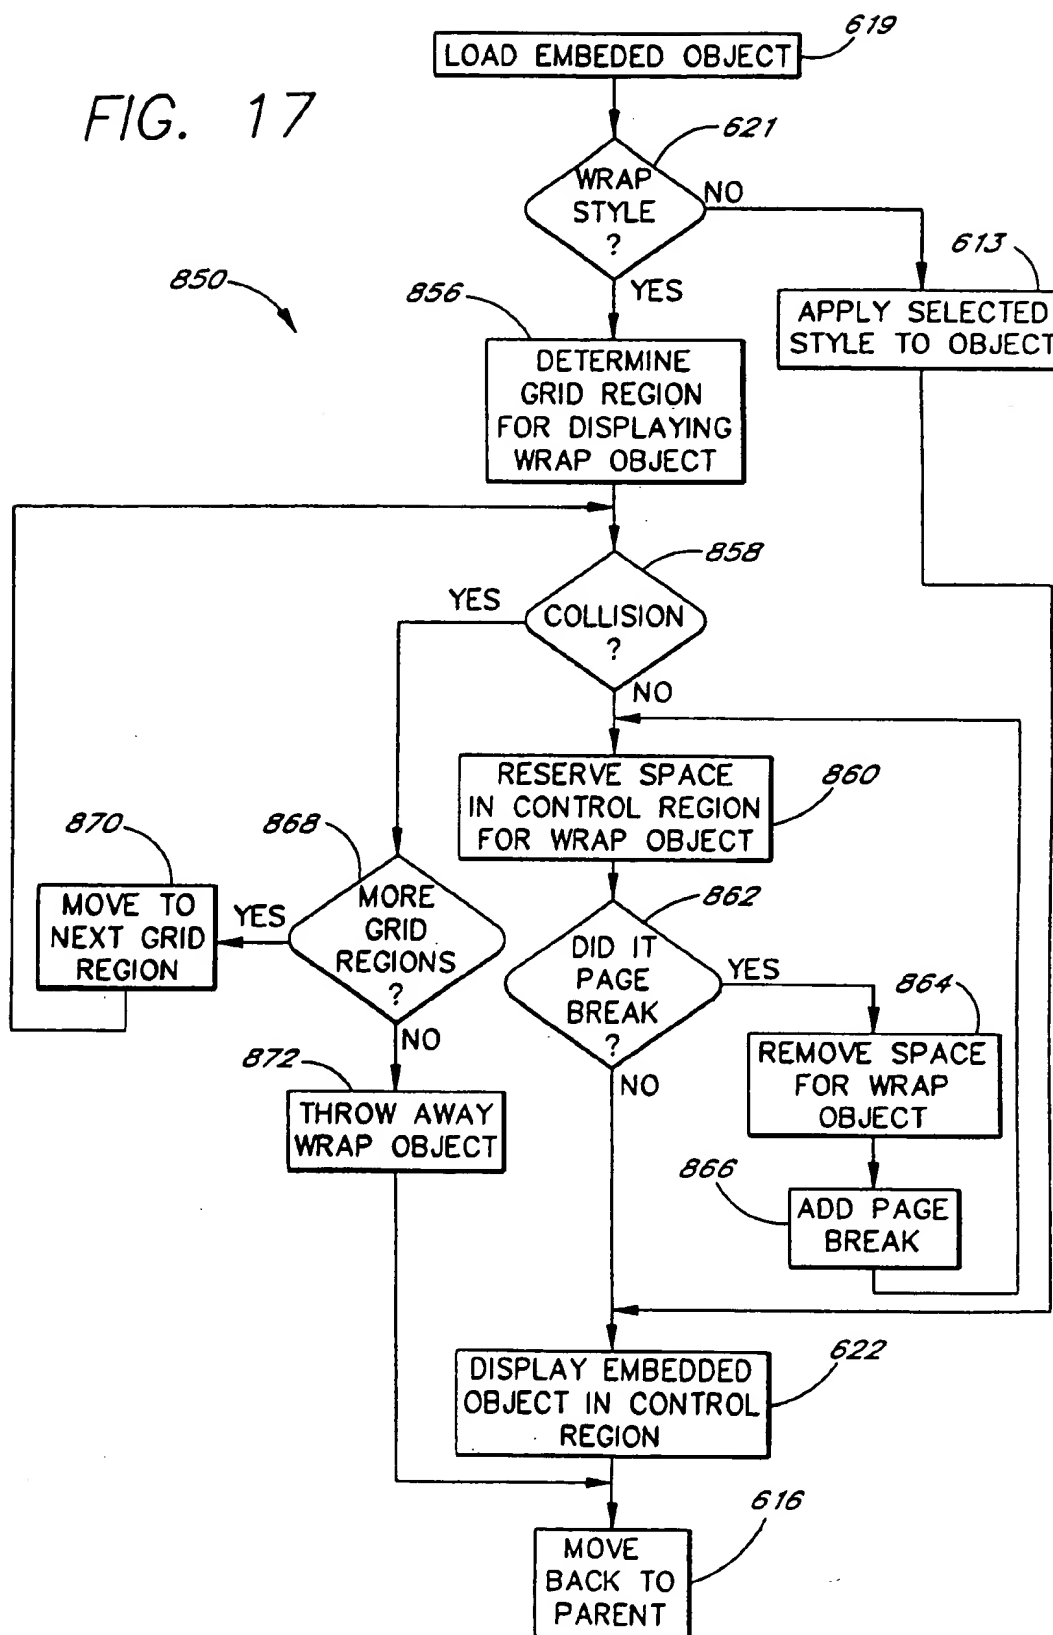 619
LOAD EMBEDED OBJECT
FIG. 17
621
WRAP
STYLE
?
NO
YES
850
856
613
APPLY SELECTED
STYLE TO OBJECT
DETERMINE
GRID REGION
FOR DISPLAYING
WRAP OBJECT
858
YES
COLLISION
?
NO
RESERVE SPACE
IN CONTROL REGION
FOR WRAP OBJECT
860
870
868
MOVE TO
NEXT GRID
REGION
YES
MORE
GRID
REGIONS
?
NO
862
DID IT
PAGE
BREAK
?
YES
NO
864
REMOVE SPACE
FOR WRAP
OBJECT
872
THROW AWAY
WRAP OBJECT
866
ADD PAGE
BREAK
622
DISPLAY EMBEDDED
OBJECT IN CONTROL
REGION
616
MOVE
BACK TO
PARENT